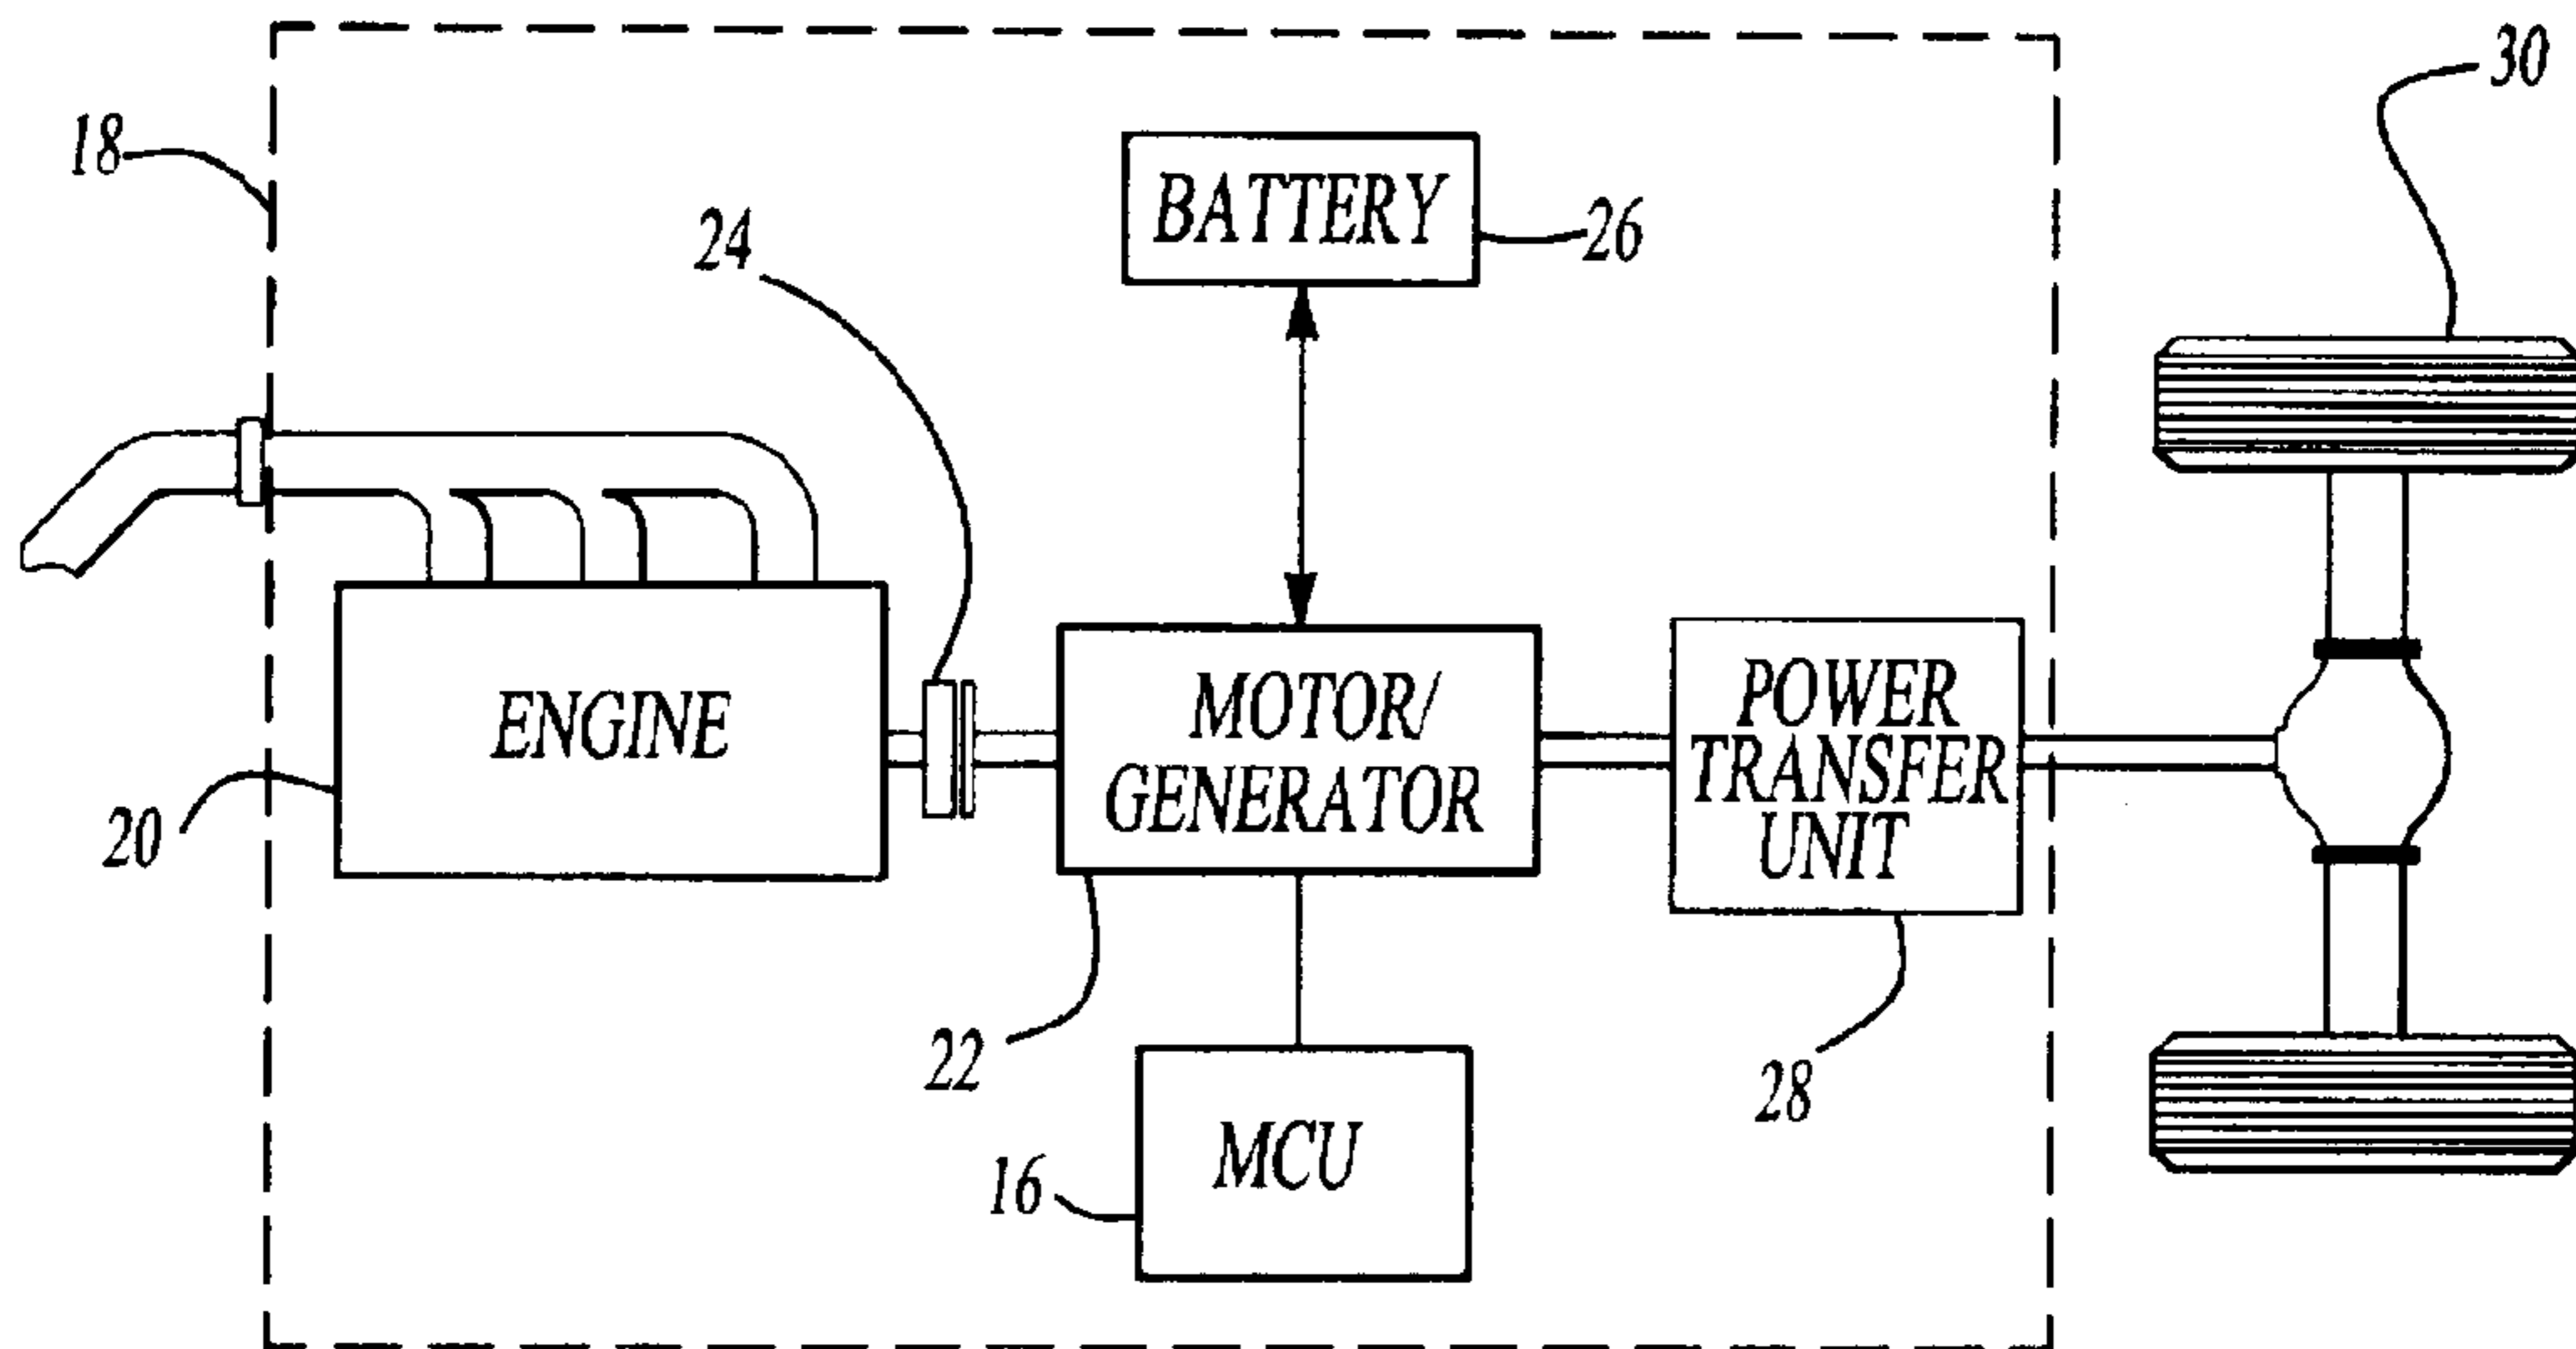 30
18
BATTERY
26
24
ENGINE
MOTOR/
GENERATOR
POWER
TRANSFER
UNIT
20
22
28
16
MCU